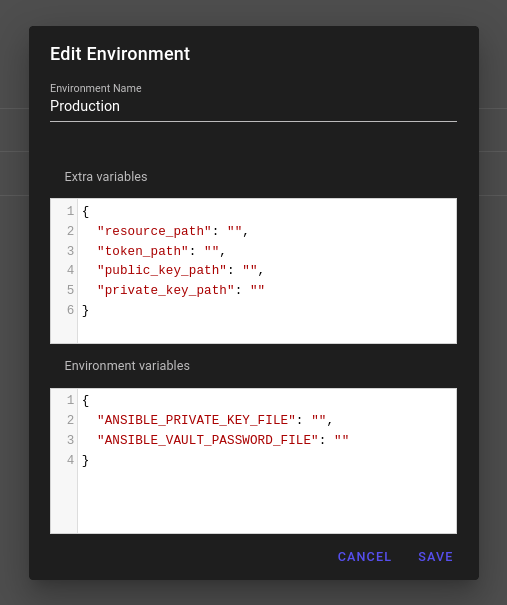 Edit Environment
Environment Name
Production
Extra variables
1 {
2   "resource_path": "",
3   "token_path": "",
4   "public_key_path": "",
5   "private_key_path": ""
6 }
Environment variables
1 {
2   "ANSIBLE_PRIVATE_KEY_FILE": "",
3   "ANSIBLE_VAULT_PASSWORD_FILE": ""
4 }
CANCEL SAVE